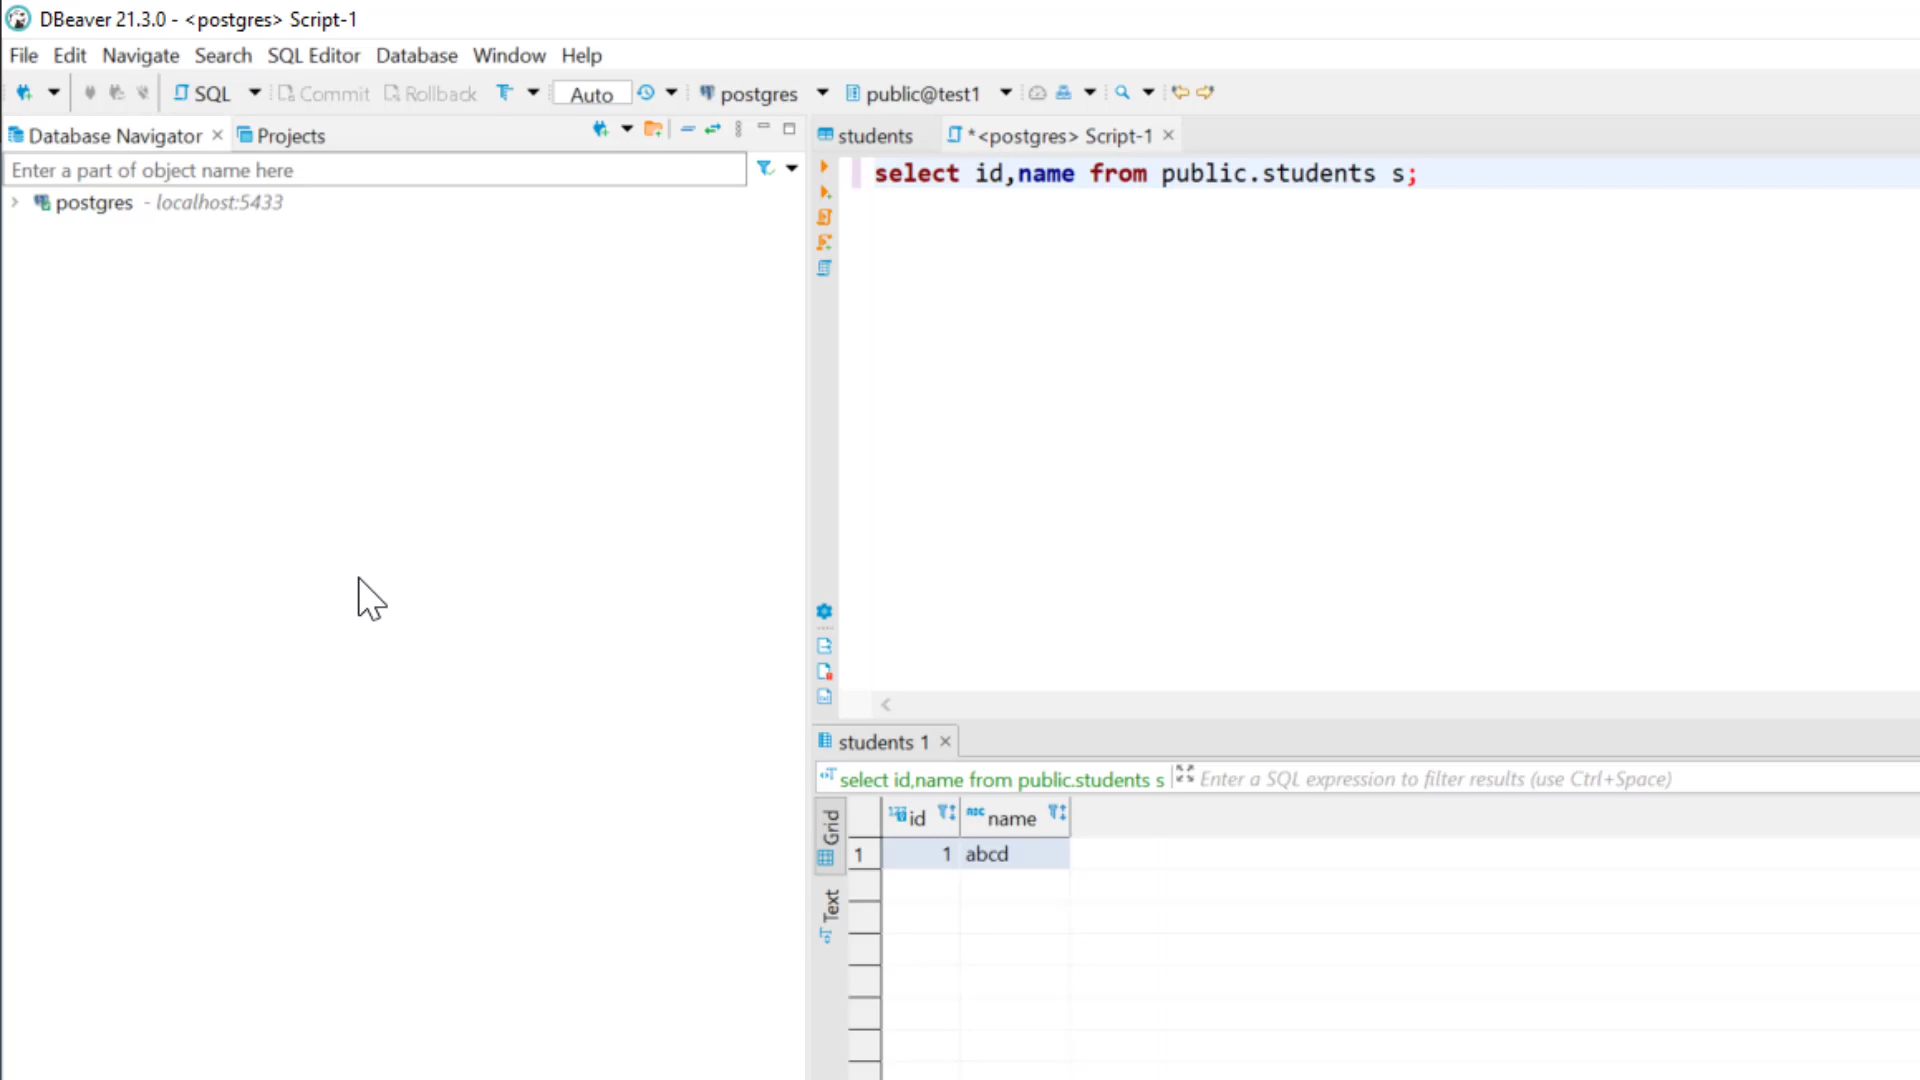 DBeaver 21.3.0 - <postgres> Script-1
File Edit Navigate Search SQL Editor Database Window Help
SQL Commit Rollback Auto postgres public@test1
Database Navigator Projects
Enter a part of object name here
postgres - localhost:5433
students *<postgres> Script-1
select id,name from public.students s;
students 1
select id,name from public.students s Enter a SQL expression to filter results (use Ctrl+Space)
Grid
Text
123 id ABC name
1 1 abcd